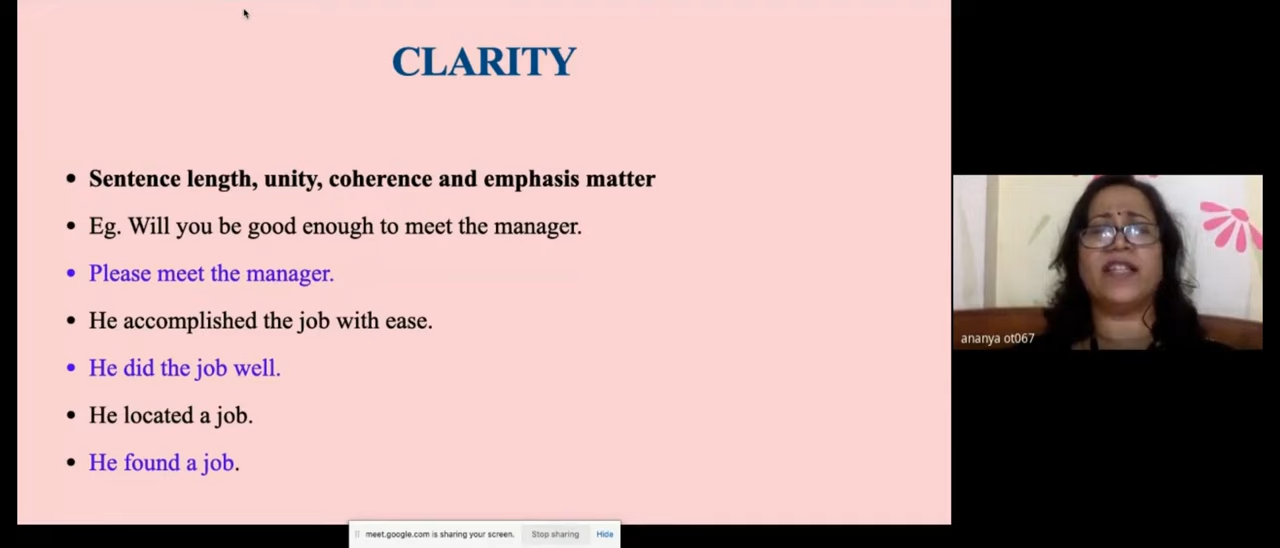 CLARITY
• Sentence length, unity, coherence and emphasis matter
• Eg. Will you be good enough to meet the manager.
• Please meet the manager.
• He accomplished the job with ease.
• He did the job well.
• He located a job.
• He found a job.
ananya ot067
meet.google.com is sharing your screen. Stop sharing Hide